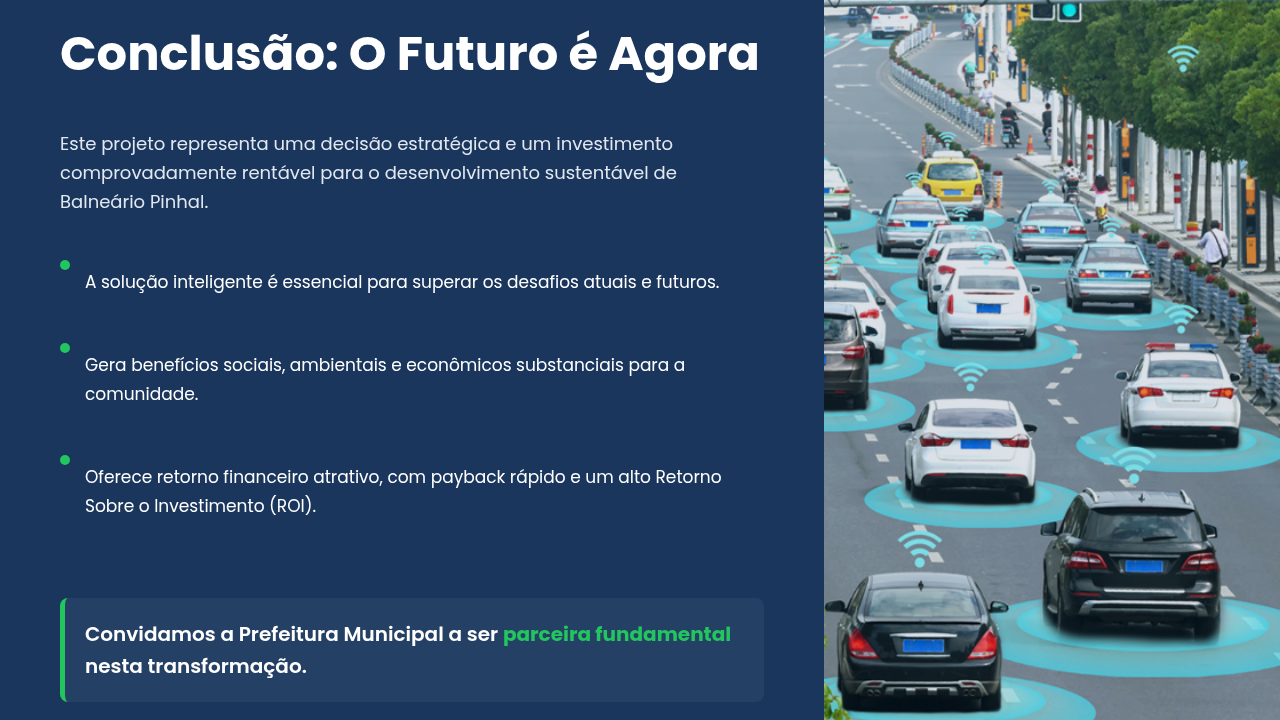 Conclusão: O Futuro é Agora
Este projeto representa uma decisão estratégica e um investimento
comprovadamente rentável para o desenvolvimento sustentável de
Balneário Pinhal.
A solução inteligente é essencial para superar os desafios atuais e futuros.
Gera benefícios sociais, ambientais e econômicos substanciais para a
comunidade.
Oferece retorno financeiro atrativo, com payback rápido e um alto Retorno
Sobre o Investimento (ROI).
Convidamos a Prefeitura Municipal a ser parceira fundamental
nesta transformação.